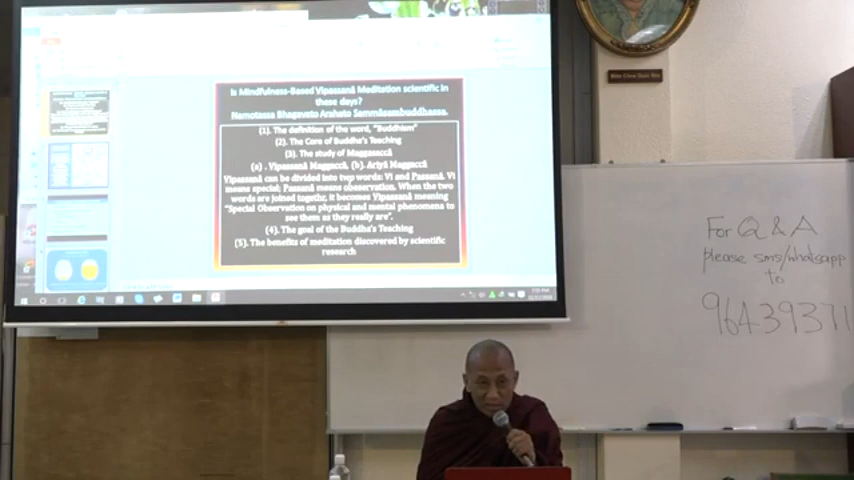 Is Mindfulness-Based Vipassanā Meditation scientific in
these days?
Namotassa Bhagavato Arahato Sammāsambuddhassa.
(1). The definition of the word, "Buddhism"
(2). The Core of Buddha's Teaching
(3). The study of Maggasaccā
(a) . Vipassanā Maggaccā, (b). Ariyā Maggaccā
Vipassanā can be divided into two words: Vi and Passanā. Vi
means special; Passanā means obeservation. When the two
words are joined togethr, it becomes Vipassanā meaning
"Special Observation on physical and mental phenomena to
see them as they really are".
(4). The goal of the Buddha's Teaching
(5). The benefits of meditation discovered by scientific
research
For Q & A
please sms/whatsapp
to
96439371